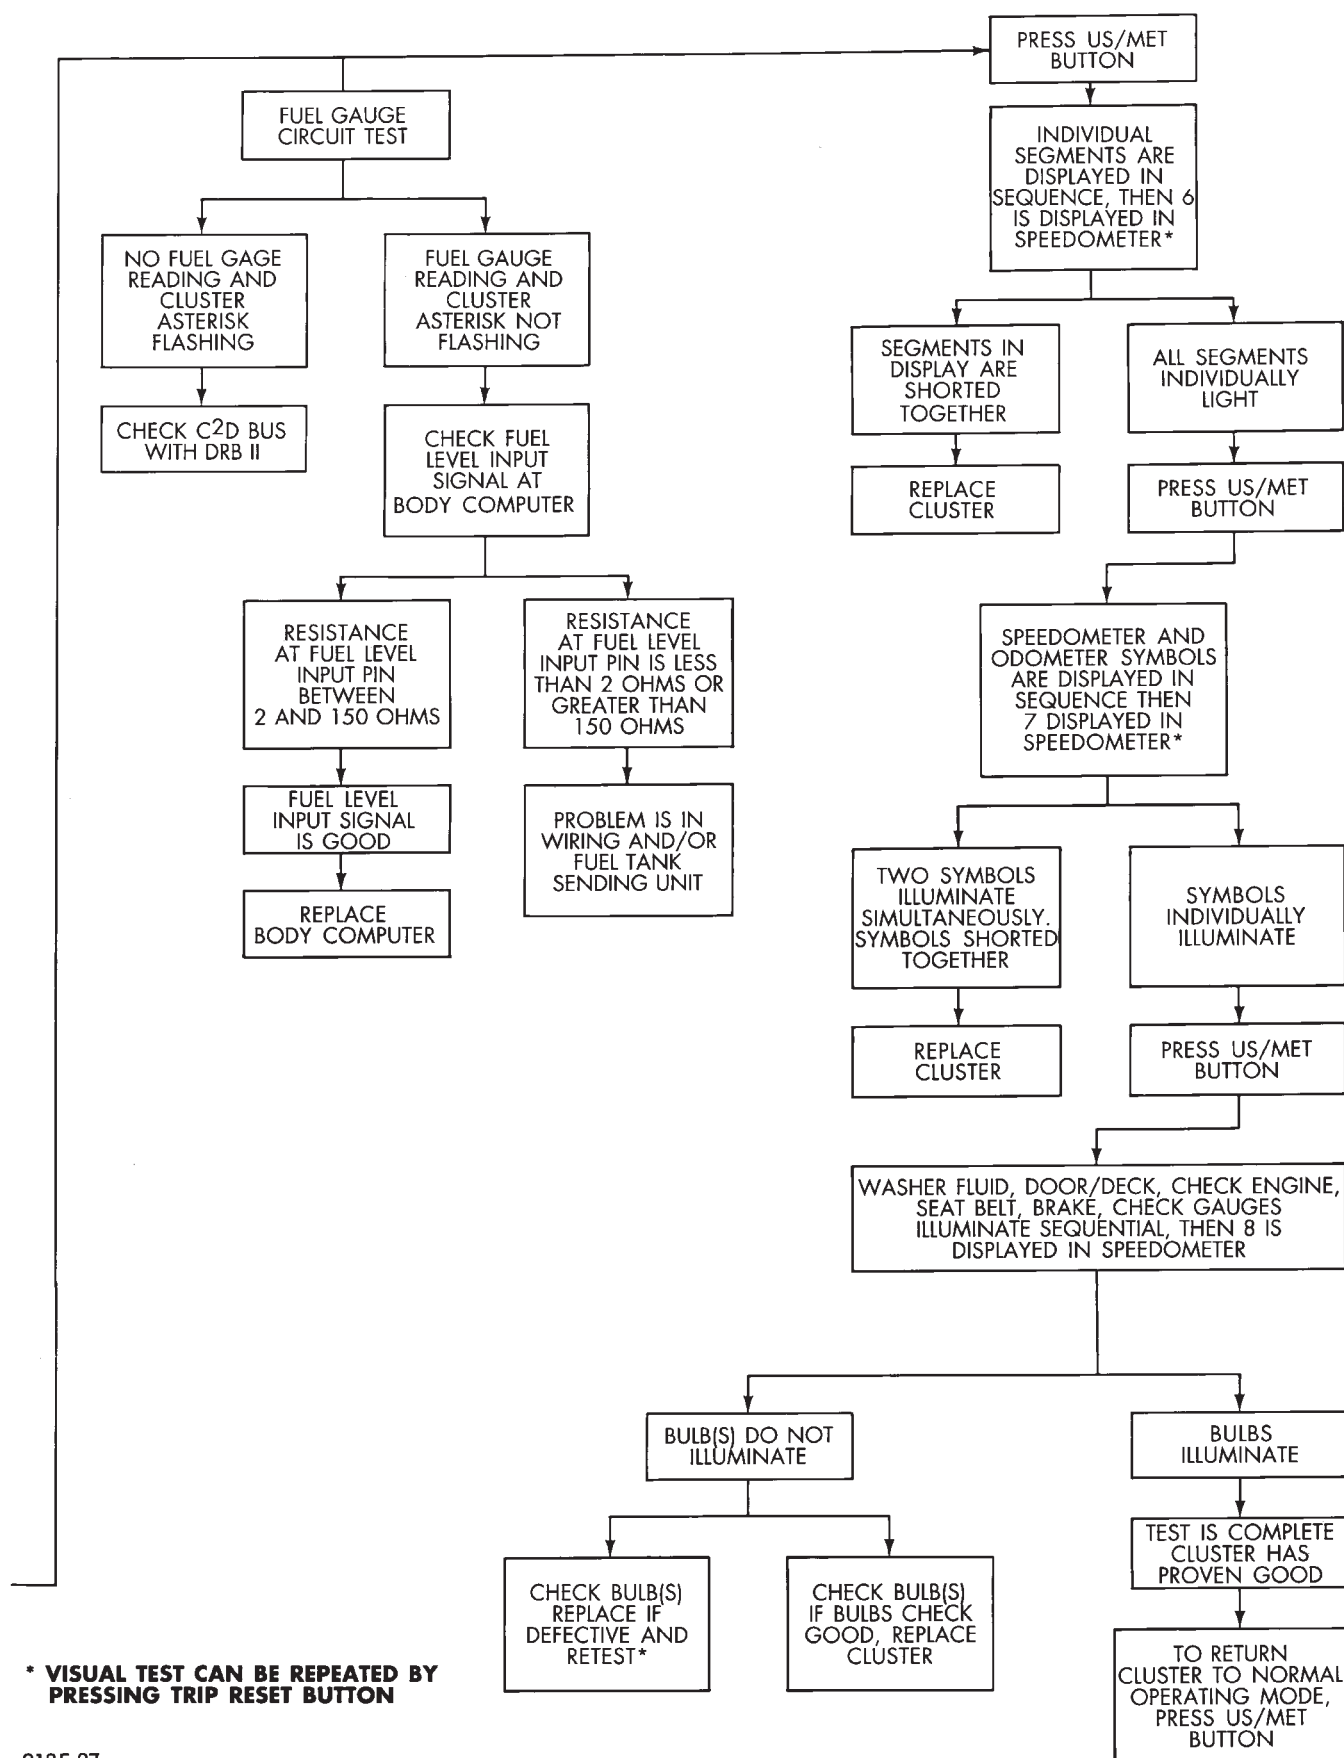 PRESS US/MET
BUTTON
FUEL GAUGE
CIRCUIT TEST
INDIVIDUAL
SEGMENTS ARE
DISPLAYED IN
SEQUENCE, THEN 6
IS DISPLAYED IN
SPEEDOMETER*
NO FUEL GAGE
READING AND
CLUSTER
ASTERISK
FLASHING
FUEL GAUGE
READING AND
CLUSTER
ASTERISK NOT
FLASHING
SEGMENTS IN
DISPLAY ARE
SHORTED
TOGETHER
ALL SEGMENTS
INDIVIDUALLY
LIGHT
CHECK C2D BUS
WITH DRB II
CHECK FUEL
LEVEL INPUT
SIGNAL AT
BODY COMPUTER
REPLACE
CLUSTER
PRESS US/MET
BUTTON
RESISTANCE
AT FUEL LEVEL
INPUT PIN
BETWEEN
2 AND 150 OHMS
RESISTANCE
AT FUEL LEVEL
INPUT PIN IS LESS
THAN 2 OHMS OR
GREATER THAN
150 OHMS
SPEEDOMETER AND
ODOMETER SYMBOLS
ARE DISPLAYED IN
SEQUENCE THEN
7 DISPLAYED IN
SPEEDOMETER*
FUEL LEVEL
INPUT SIGNAL
IS GOOD
PROBLEM IS IN
WIRING AND/OR
FUEL TANK
SENDING UNIT
REPLACE
BODY COMPUTER
TWO SYMBOLS
ILLUMINATE
SIMULTANEOUSLY.
SYMBOLS SHORTED
TOGETHER
SYMBOLS
INDIVIDUALLY
ILLUMINATE
REPLACE
CLUSTER
PRESS US/MET
BUTTON
WASHER FLUID, DOOR/DECK, CHECK ENGINE,
SEAT BELT, BRAKE, CHECK GAUGES
ILLUMINATE SEQUENTIAL, THEN 8 IS
DISPLAYED IN SPEEDOMETER
BULB(S) DO NOT
ILLUMINATE
BULBS
ILLUMINATE
TEST IS COMPLETE
CLUSTER HAS
PROVEN GOOD
CHECK BULB(S)
REPLACE IF
DEFECTIVE AND
RETEST*
CHECK BULB(S)
IF BULBS CHECK
GOOD, REPLACE
CLUSTER
TO RETURN
CLUSTER TO NORMAL
OPERATING MODE,
PRESS US/MET
BUTTON
* VISUAL TEST CAN BE REPEATED BY
PRESSING TRIP RESET BUTTON